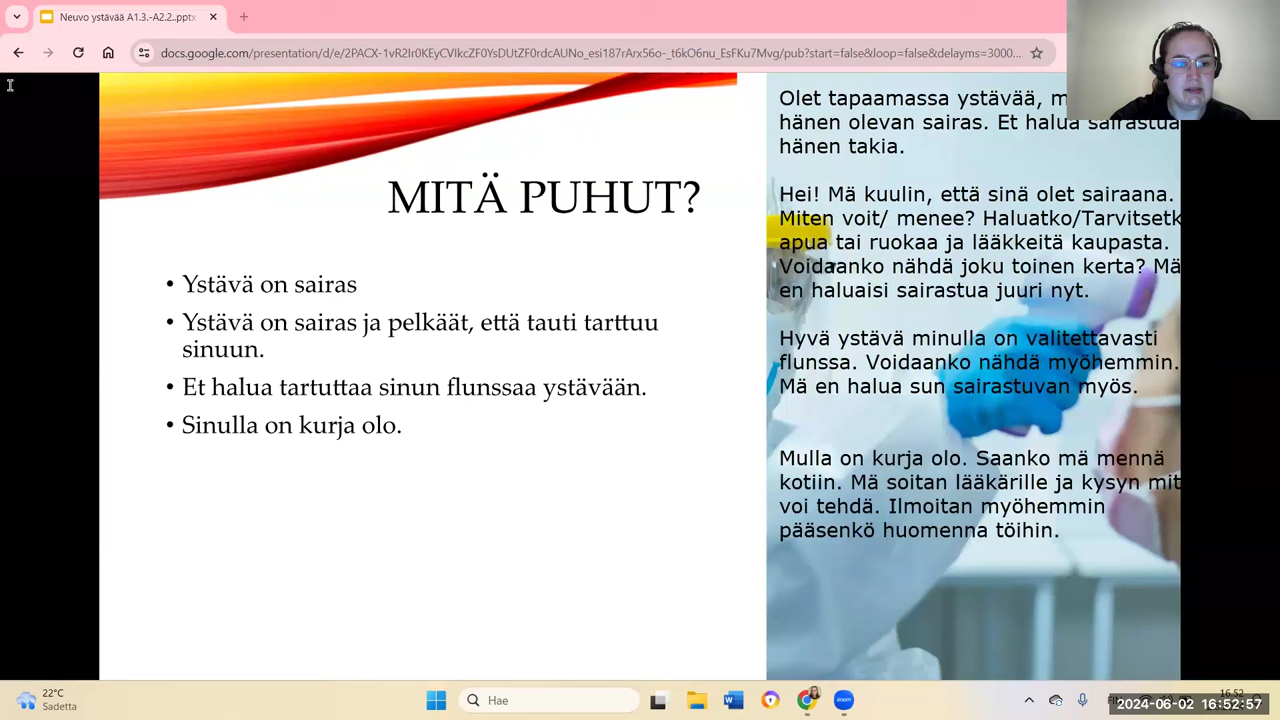 Neuvo ystävää A1.3.-A2.2..pptx
docs.google.com/presentation/d/e/2PACX-1vR2Ir0KEyCVIkcZF0YsDUtZF0rdcAUNo_esi187rArx56o-_t6kO6nu_EsFKu7Mvg/pub?start=false&loop=false&delayms=3000...
MITÄ PUHUT?
• Ystävä on sairas
• Ystävä on sairas ja pelkäät, että tauti tarttuu
sinuun.
• Et halua tartuttaa sinun flunssaa ystävään.
• Sinulla on kurja olo.
Olet tapaamassa ystävää,
hänen olevan sairas. Et halua sairastua
hänen takia.
Hei! Mä kuulin, että sinä olet sairaana.
Miten voit/ menee? Haluatko/Tarvitsetk
apua tai ruokaa ja lääkkeitä kaupasta.
Voidaanko nähdä joku toinen kerta? Mä
en haluaisi sairastua juuri nyt.
Hyvä ystävä minulla on valitettavasti
flunssa. Voidaanko nähdä myöhemmin.
Mä en halua sun sairastuvan myös.
Mulla on kurja olo. Saanko mä mennä
kotiin. Mä soitan lääkärille ja kysyn mit
voi tehdä. Ilmoitan myöhemmin
pääsenkö huomenna töihin.
22°C
Sadetta
Hae
zoom
16.52
2024-06-02 16:52:57